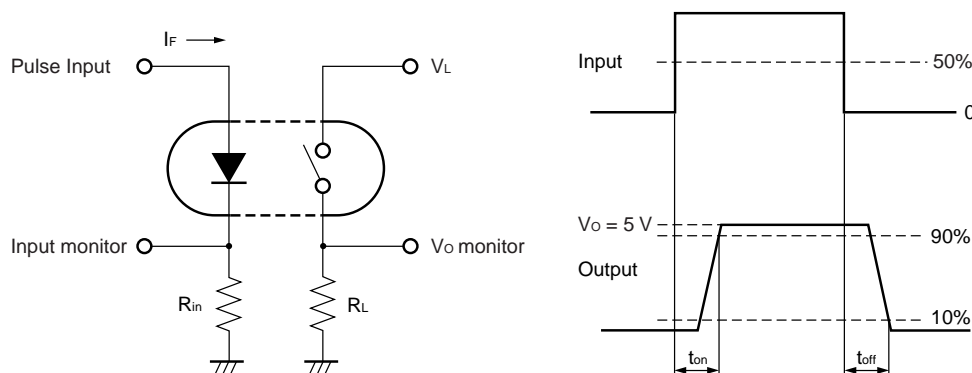 IF
Pulse Input
VL
Input monitor
VO monitor
Rin
RL
Input
50%
0
VO = 5 V
90%
Output
10%
ton
toff